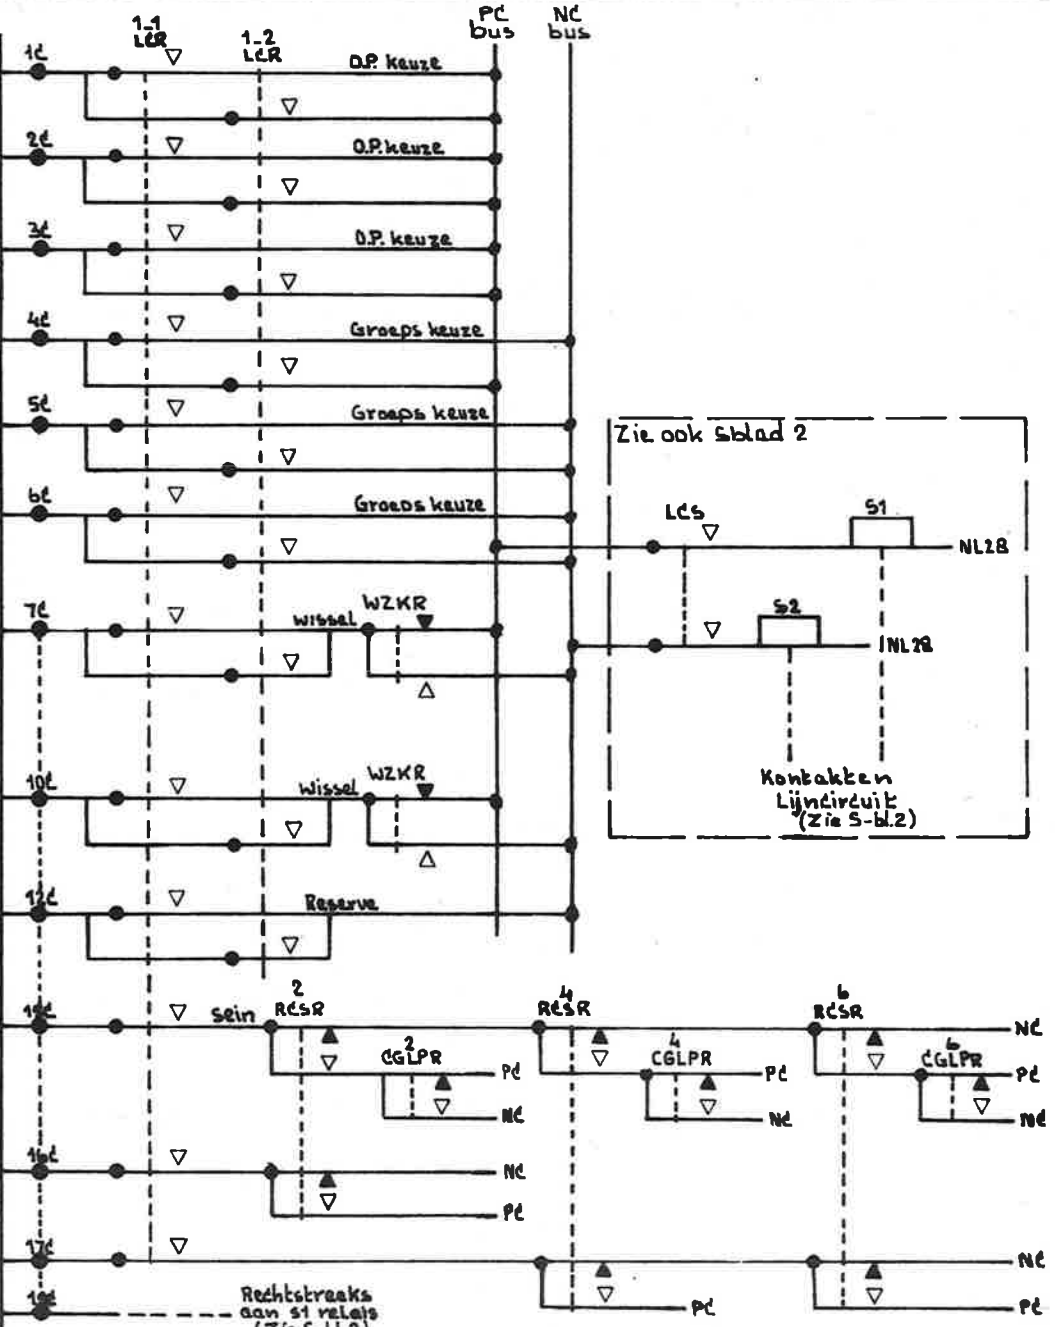 PC bus
NC bus
1-1 LCR
1-2 LCR
1C
O.P. keuze
2C
O.P. keuze
3C
O.P. keuze
4C
Groeps keuze
5C
Groeps keuze
6C
Groeps keuze
Zie ook Sblad 2
LCS
S1
NL28
S2
NL28
Kontakten
Lijncircuit
(Zie S-bl.2)
7C
Wissel
WZKR
10C
Wissel
WZKR
12C
Reserve
Sein
2
RCSR
4
RCSR
6
RCSR
NC
2
CGLPR
PC
NC
4
CGLPR
PC
NC
6
CGLPR
PC
NC
16C
NC
PC
17C
NC
PC
PC
Rechtstreeks
aan S1 relais